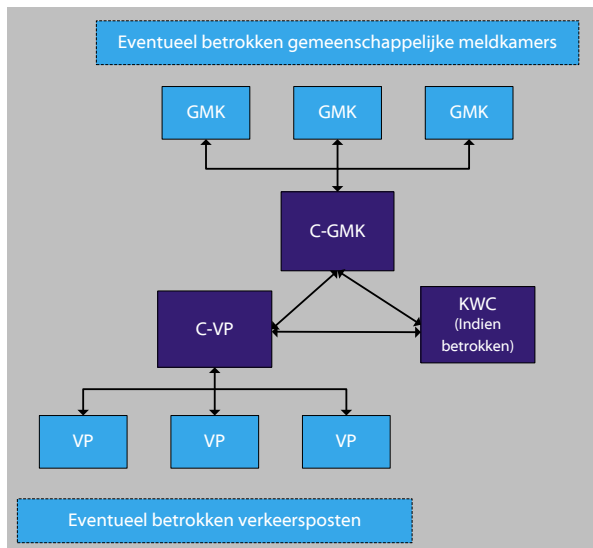 Eventueel betrokken gemeenschappelijke meldkamers
GMK
GMK
GMK
C-GMK
C-VP
KWC
(Indien
betrokken)
VP
VP
VP
Eventueel betrokken verkeersposten